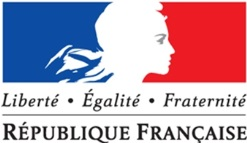 Liberté • Égalité • Fraternité
RÉPUBLIQUE FRANÇAISE